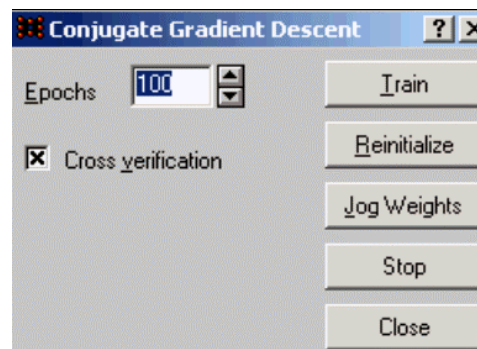 Conjugate Gradient Descent ? X
Epochs 100
Train
Cross verification
Reinitialize
Jog Weights
Stop
Close